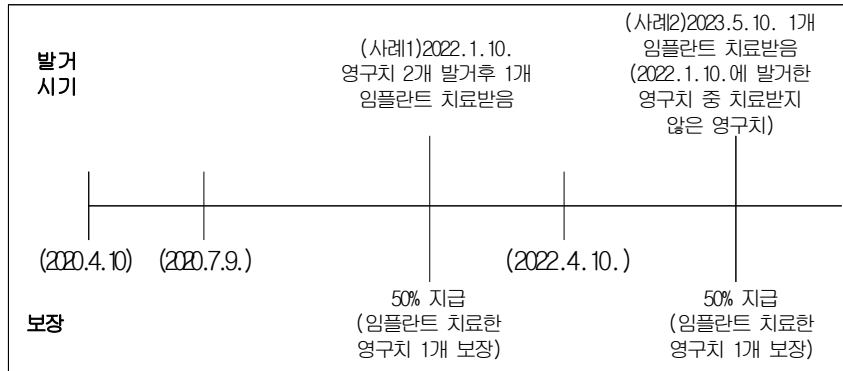 발거
시기
(사례1)2022.1.10.
영구치 2개 발거후 1개
임플란트 치료받음
(사례2)2023.5.10. 1개
임플란트 치료받음
(2022.1.10.에 발거한
영구치 중 치료받지
않은 영구치)
(2020.4.10)
(2020.7.9.)
(2022.4.10.)
보장
50% 지급
(임플란트 치료한
영구치 1개 보장)
50% 지급
(임플란트 치료한
영구치 1개 보장)